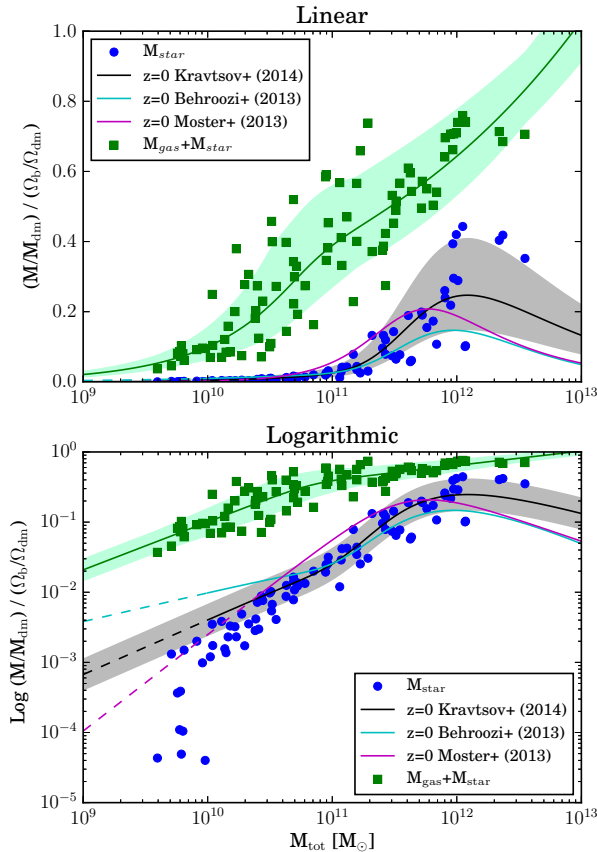 Linear
1.0
0.8
0.6
0.4
0.2
0.0
(M/M_dm) / (Ω_b/Ω_dm)
M_star
z=0 Kravtsov+ (2014)
z=0 Behroozi+ (2013)
z=0 Moster+ (2013)
M_gas+M_star
10^9 10^10 10^11 10^12 10^13
Logarithmic
10^0
10^-1
10^-2
10^-3
10^-4
10^-5
Log (M/M_dm) / (Ω_b/Ω_dm)
M_star
z=0 Kravtsov+ (2014)
z=0 Behroozi+ (2013)
z=0 Moster+ (2013)
M_gas+M_star
10^9 10^10 10^11 10^12 10^13
M_tot [M_⊙]